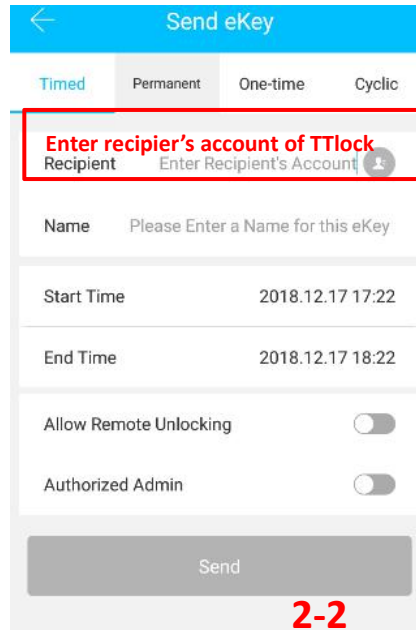 Send eKey
Timed Permanent One-time Cyclic
Enter recipier's account of TTlock
Recipient Enter Recipient's Account
Name Please Enter a Name for this eKey
Start Time 2018.12.17 17:22
End Time 2018.12.17 18:22
Allow Remote Unlocking
Authorized Admin
Send
2-2